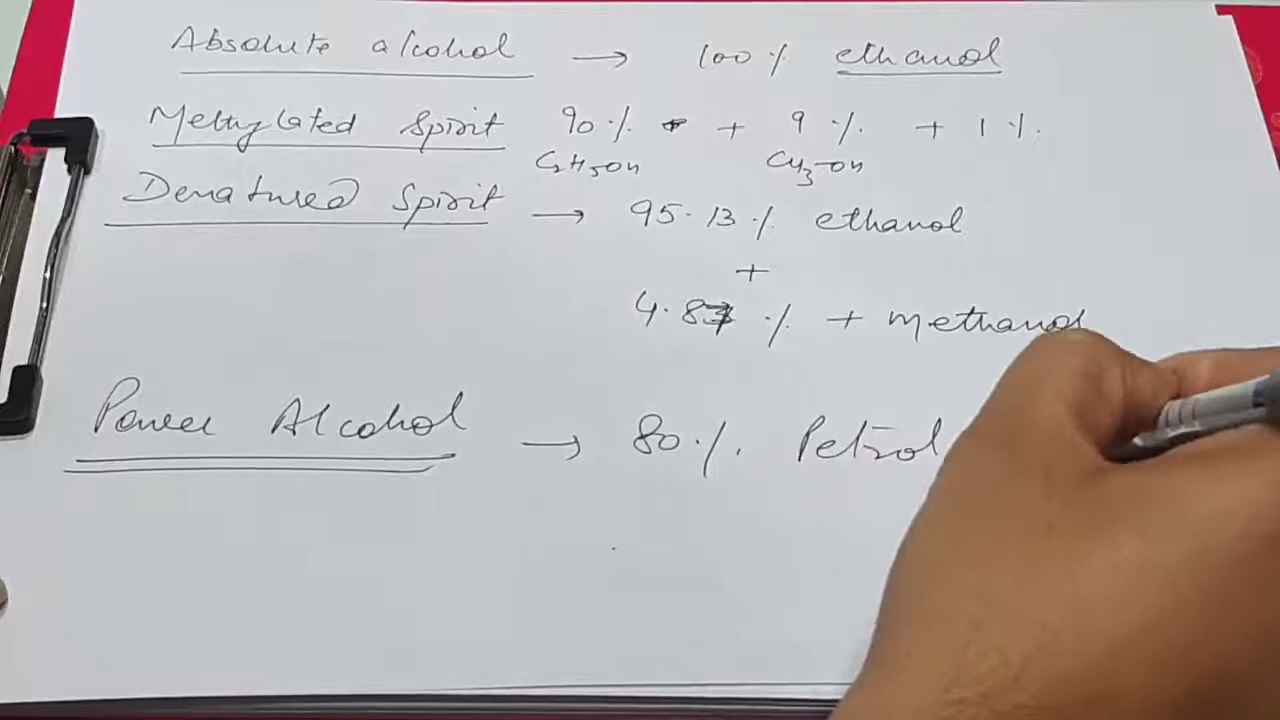 Absolute alcohol → 100 % ethanol
Methylated Spirit 90 % + 9 % + 1 %.
C2H5OH CH3-OH
Denatured Spirit → 95.13 % ethanol
+
4.87 % + methanol
Power Alcohol → 80 %. Petrol